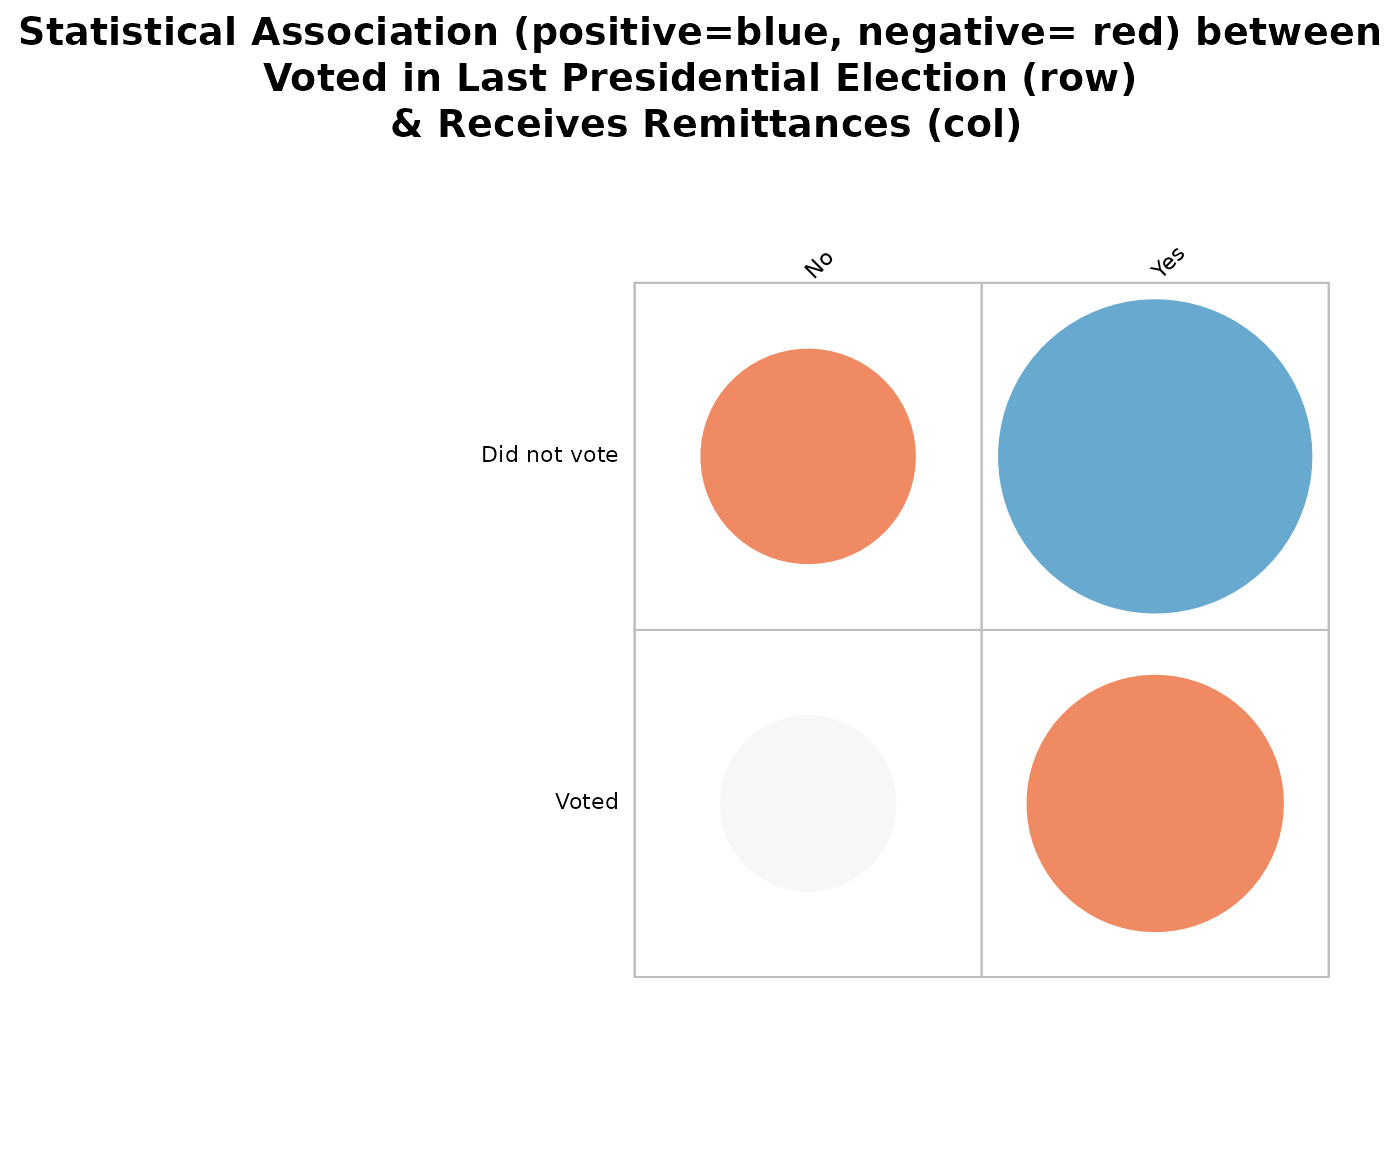 Statistical Association (positive=blue, negative= red) between
Voted in Last Presidential Election (row)
& Receives Remittances (col)
No
Yes
Did not vote
Voted